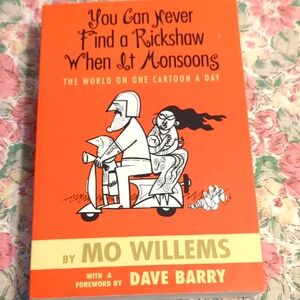 You Can Never
Find a Rickshaw
When It Monsoons
THE WORLD ON ONE CARTOON A DAY
BY MO WILLEMS
WITH A
FOREWORD BY DAVE BARRY